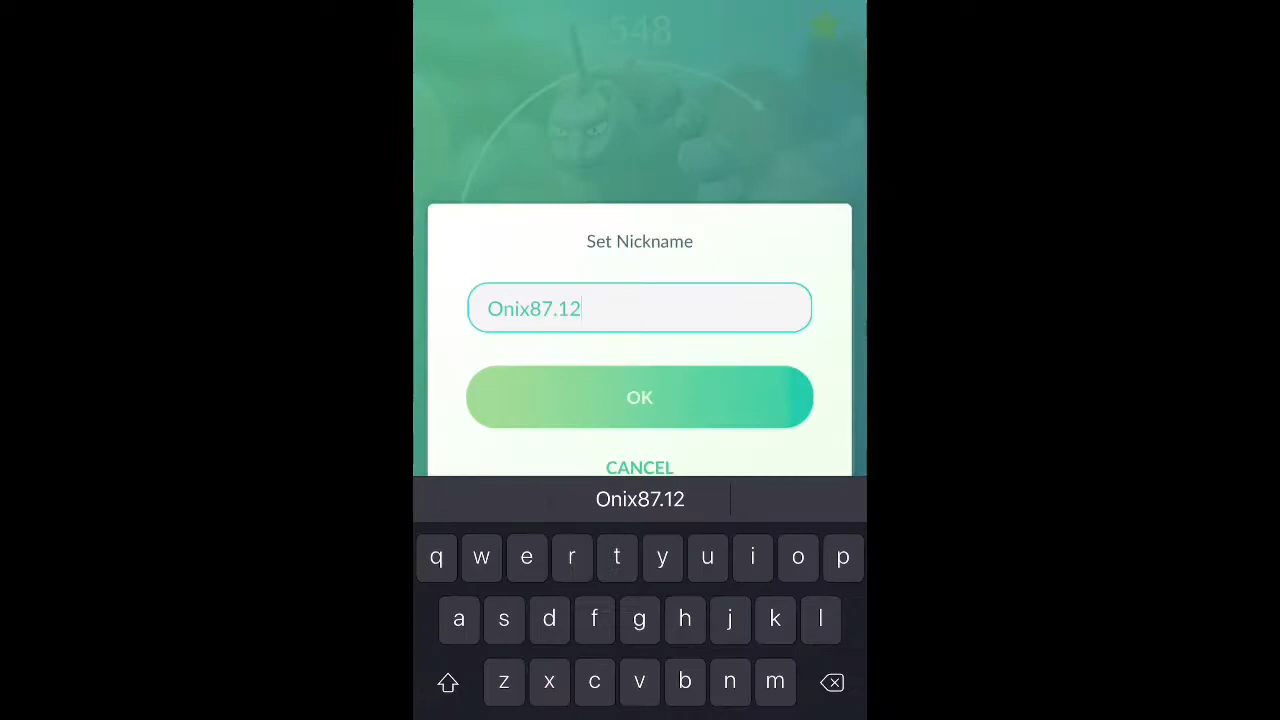 548
Set Nickname
Onix87.12
OK
CANCEL
Onix87.12
q w e r t y u i o p
a s d f g h j k l
z x c v b n m